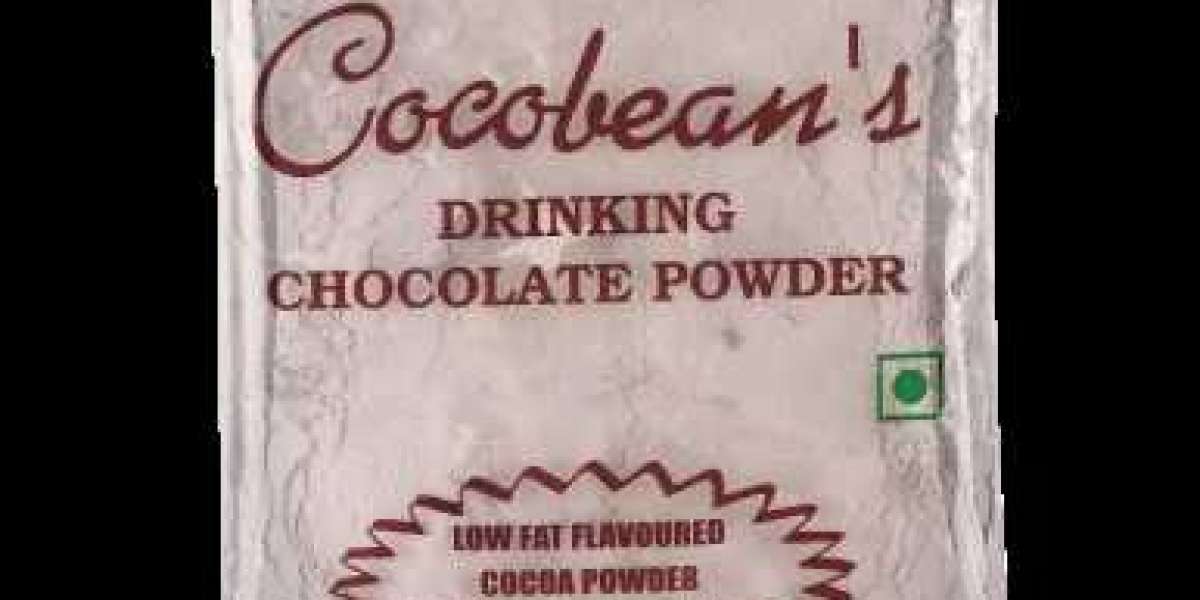 Cocobean's
DRINKING
CHOCOLATE POWDER
LOW FAT FLAVOURED
COCOA POWDER